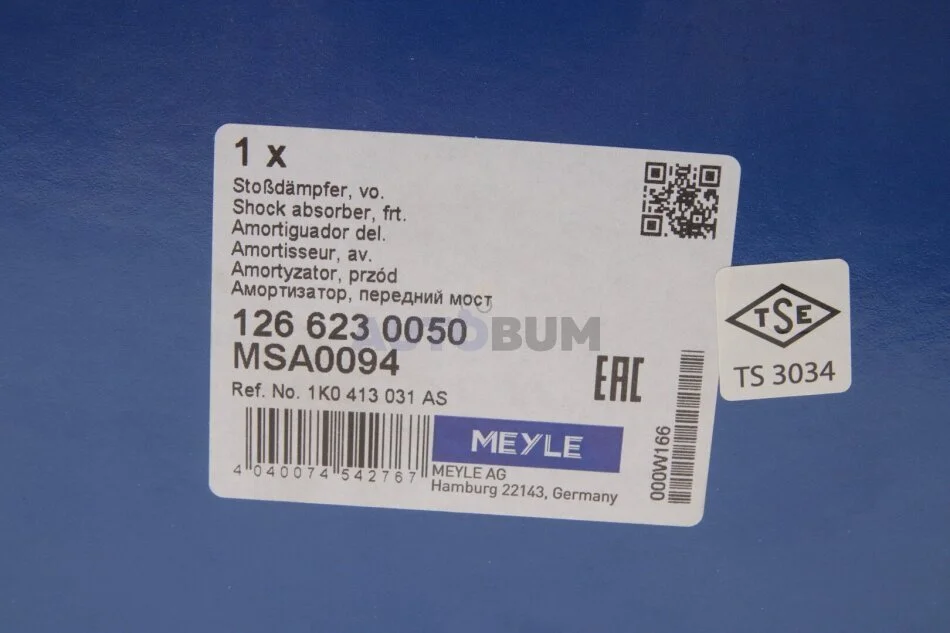 1 x
Stoßdämpfer, vo.
Shock absorber, frt.
Amortiguador del.
Amortisseur, av.
Amortyzator, przód
Амортизатор, передний мост
126 623 0050
AUTOBUM
MSA0094
Ref. No. 1K0 413 031 AS
EAC
4 040074 542767
MEYLE
MEYLE AG
Hamburg 22143, Germany
000W166
TSE
TS 3034